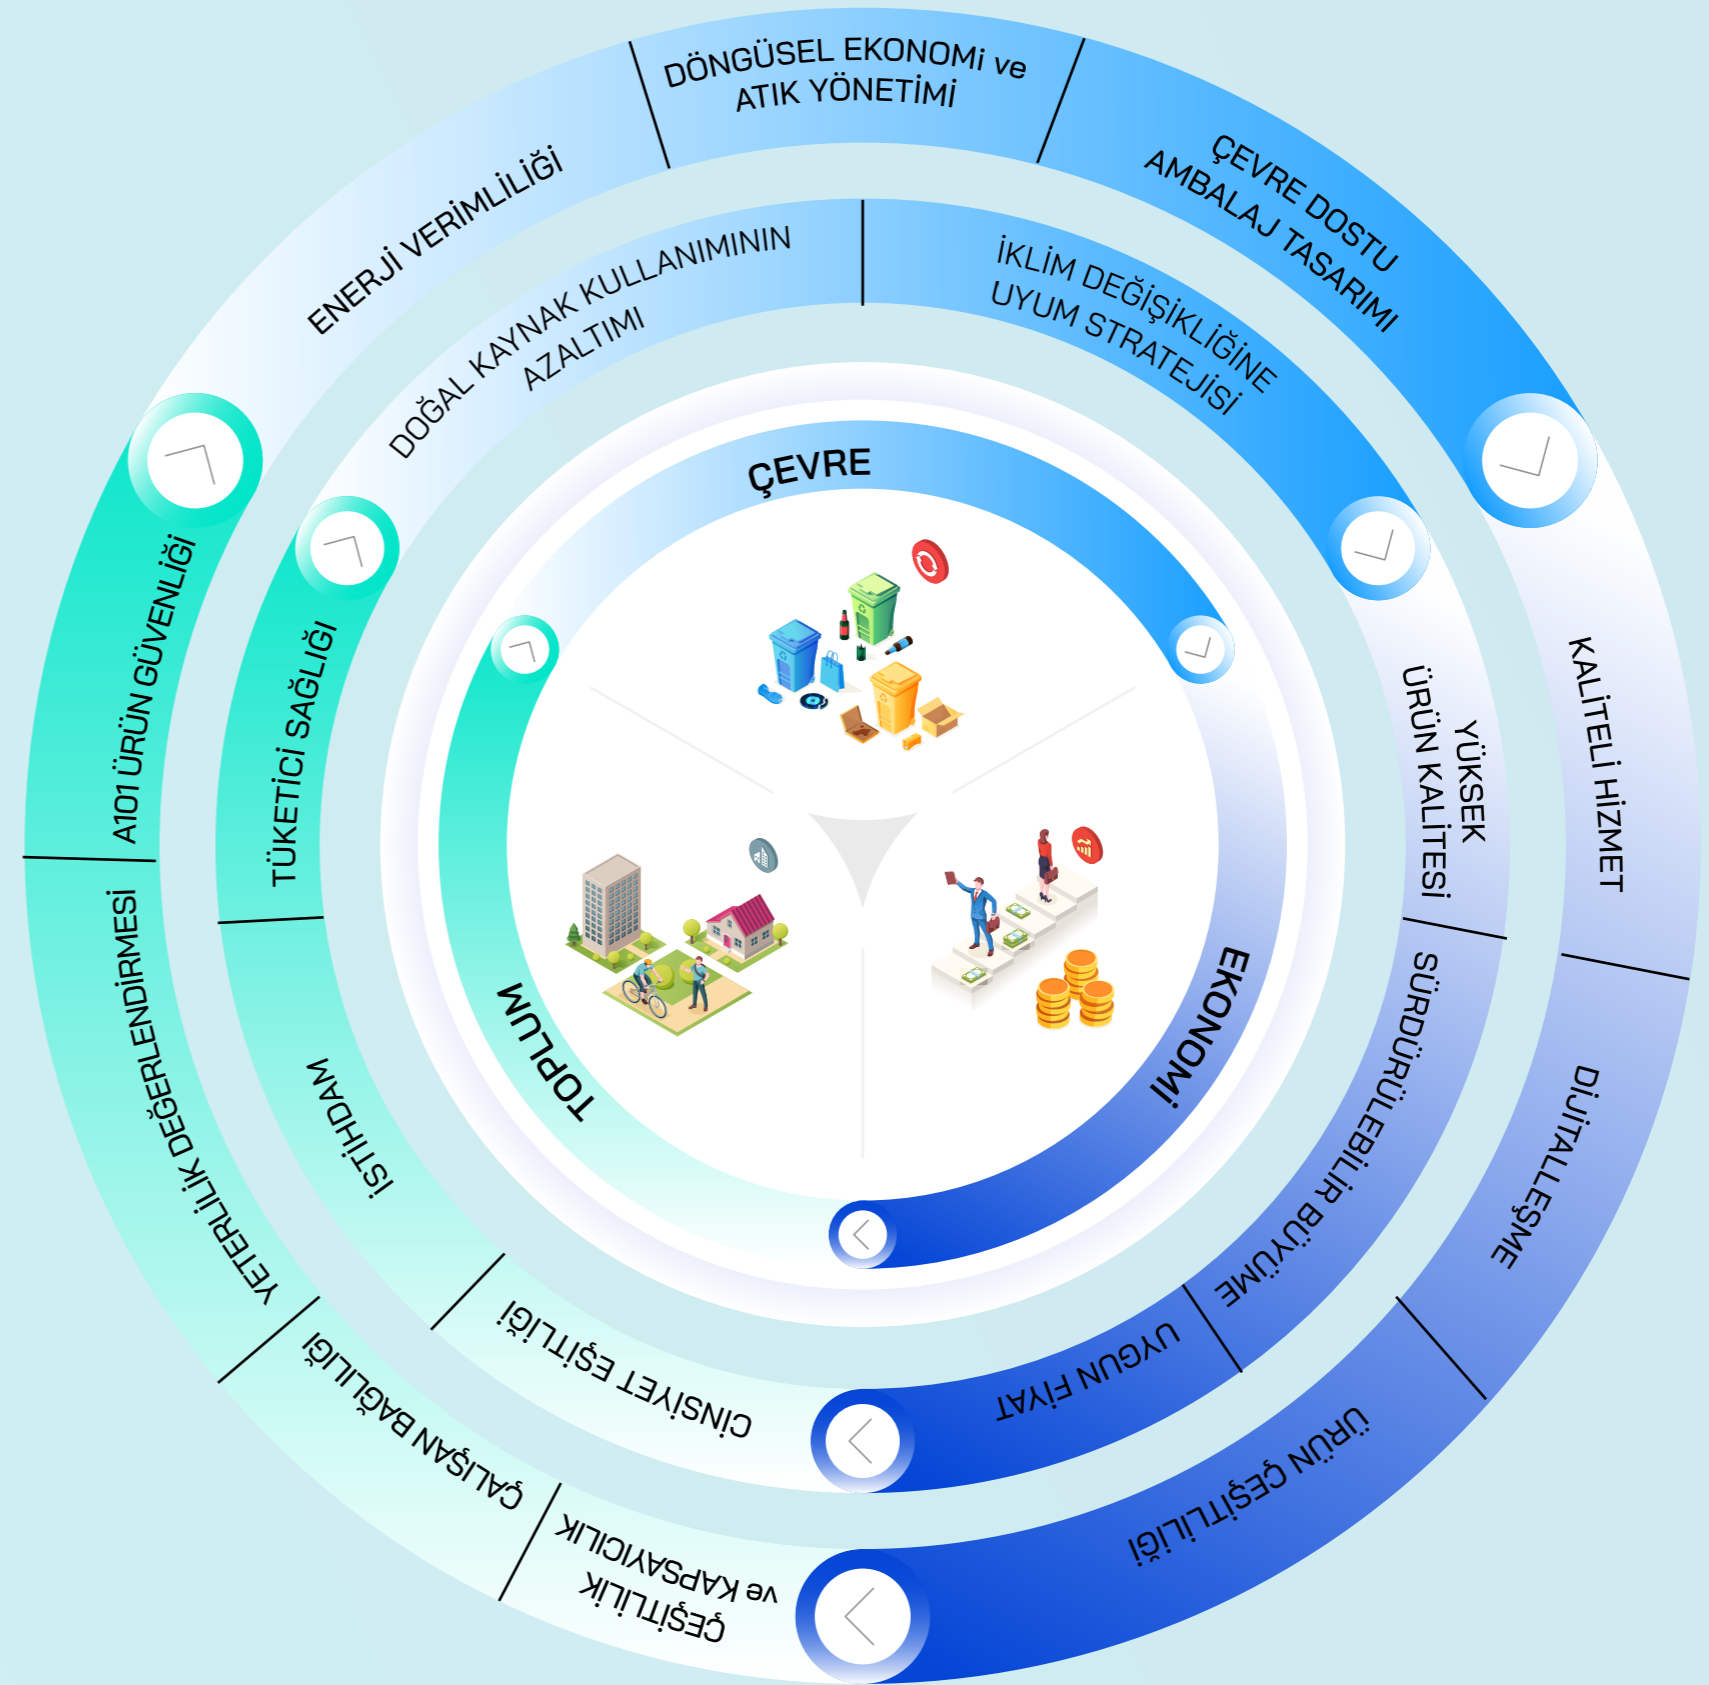 DÖNGÜSEL EKONOMi ve
ATIK YÖNETİMİ
ÇEVRE DOSTU
AMBALAJ TASARIMI
KALİTELİ HİZMET
DİJİTALLEŞME
ÜRÜN ÇEŞİTLİLİĞİ
ÇEŞİTLİLİK
ve KAPSAYICILIK
ÇALIŞAN BAĞLILIĞI
YETERLİLİK DEĞERLENDİRMESİ
A101 ÜRÜN GÜVENLİĞİ
ENERJİ VERİMLİLİĞİ
DOĞAL KAYNAK KULLANIMININ
AZALTIMI
İKLİM DEĞİŞİKLİĞİNE
UYUM STRATEJİSİ
YÜKSEK
ÜRÜN KALİTESİ
SÜRDÜRÜLEBİLİR BÜYÜME
UYGUN FİYAT
CİNSİYET EŞİTLİĞİ
İSTİHDAM
TÜKETİCİ SAĞLIĞI
ÇEVRE
EKONOMİ
TOPLUM